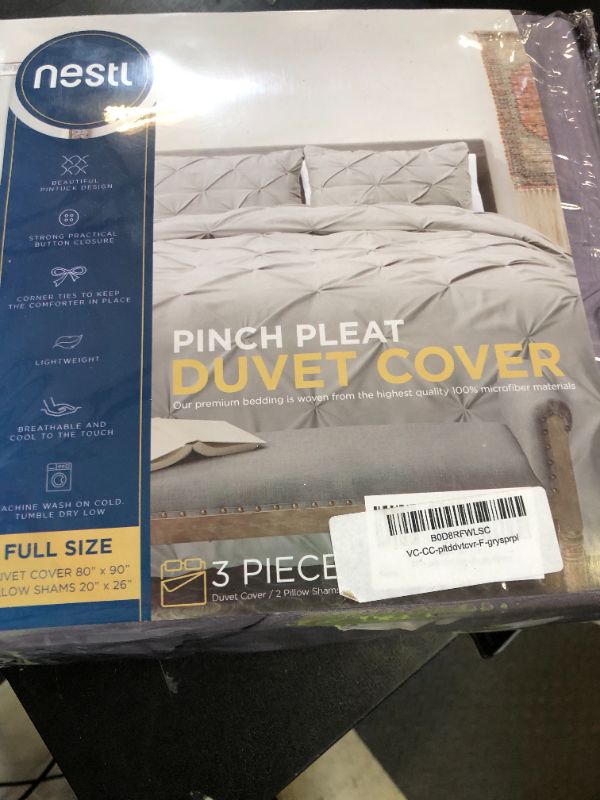 nestl
BEAUTIFUL
PINTUCK DESIGN
STRONG PRACTICAL
BUTTON CLOSURE
CORNER TIES TO KEEP
THE COMFORTER IN PLACE
LIGHTWEIGHT
BREATHABLE AND
COOL TO THE TOUCH
ACHINE WASH ON COLD.
TUMBLE DRY LOW
FULL SIZE
UVET COVER 80" x 90"
LLOW SHAMS 20" x 26"
PINCH PLEAT
DUVET COVER
Our premium bedding is woven from the highest quality 100% microfiber materials
3 PIECE
Duvet Cover / 2 Pillow Sham
B0D8RFWLSC
VC-CC-pltddvtcvr-F-grysprpl